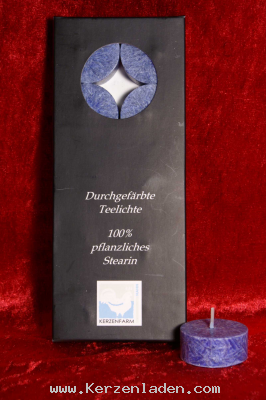 Durchgefärbte
Teelichte
100%
pflanzliches
Stearin
KERZENFARM
www.Kerzenladen.com